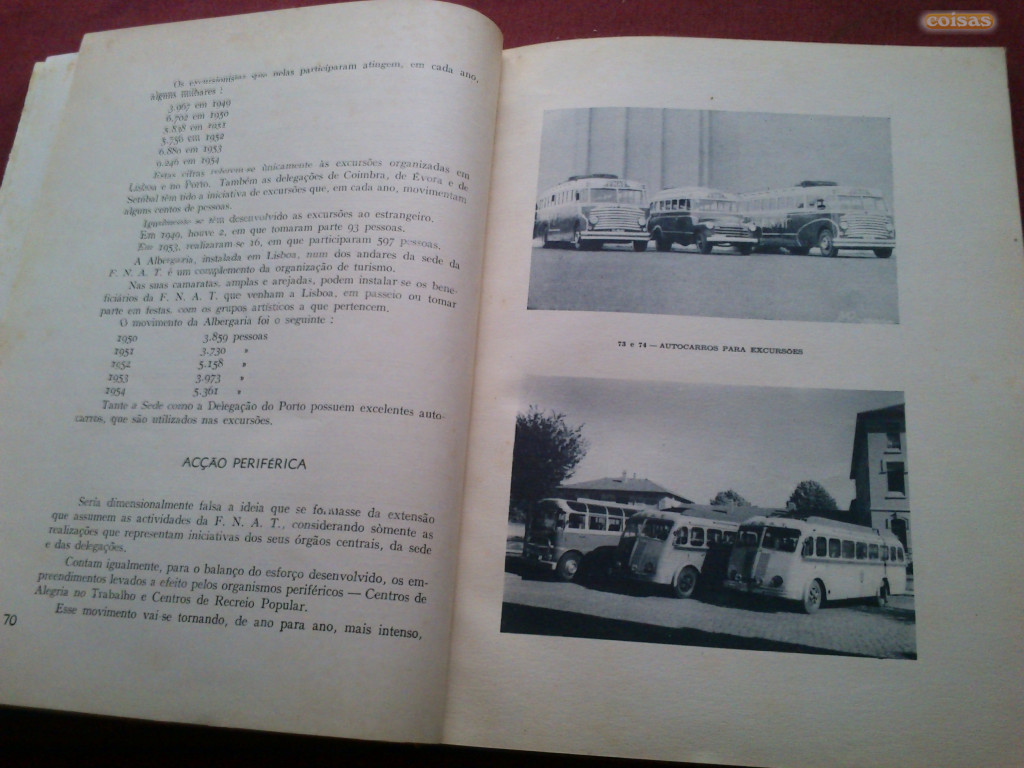 Os excursionistas que nelas participaram atingem, em cada ano,
alguns milhares :
3.967 em 1949
6.702 em 1950
5.828 em 1951
5.756 em 1952
6.880 em 1953
9.246 em 1954
Estas cifras referem-se ùnicamente às excursões organizadas em
Lisboa e no Porto. Também as delegações de Coimbra, de Évora e de
Setúbal têm tido a iniciativa de excursões que, em cada ano, movimentam
alguns centos de pessoas.
Igualmente se têm desenvolvido as excursões ao estrangeiro.
Em 1949, houve 2, em que tomaram parte 93 pessoas.
Em 1953, realizaram-se 16, em que participaram 597 pessoas.
A Albergaria, instalada em Lisboa, num dos andares da sede da
F. N. A. T. é um complemento da organização de turismo.
Nas suas camaratas, amplas e arejadas, podem instalar-se os bene-
ficiários da F. N. A. T. que venham a Lisboa, em passeio ou tomar
parte em festas, com os grupos artísticos a que pertencem.
O movimento da Albergaria foi o seguinte :
1950 3.859 pessoas
1951 3.730 »
1952 5.158 »
1953 3.973 »
1954 5.361 »
Tanto a Sede como a Delegação do Porto possuem excelentes auto-
carros, que são utilizados nas excursões.
ACÇÃO PERIFÉRICA
Seria dimensionalmente falsa a ideia que se formasse da extensão
que assumem as actividades da F. N. A. T., considerando sòmente as
realizações que representam iniciativas dos seus órgãos centrais, da sede
e das delegações.
Contam igualmente, para o balanço do esforço desenvolvido, os em-
preendimentos levados a efeito pelos organismos periféricos — Centros de
Alegria no Trabalho e Centros de Recreio Popular.
Esse movimento vai-se tornando, de ano para ano, mais intenso,
70
73 e 74 — AUTOCARROS PARA EXCURSÕES
coisas